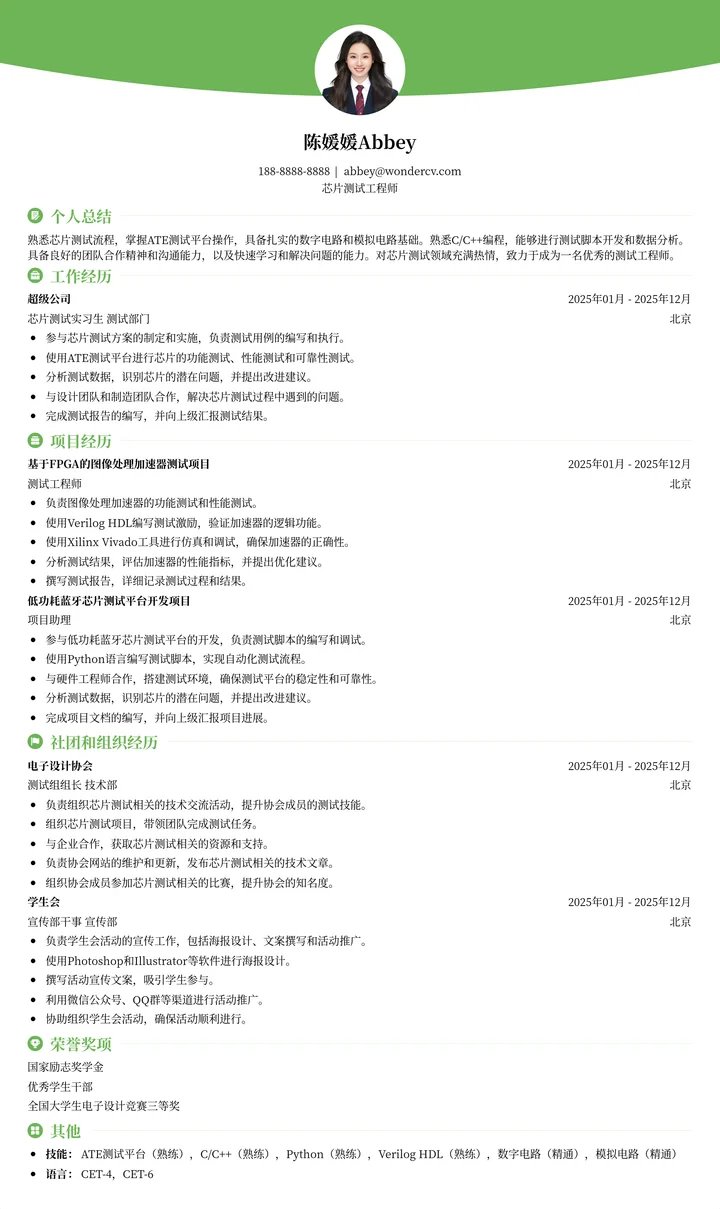 陈媛媛Abbey
188-8888-8888 | abbey@wondercv.com
芯片测试工程师
个人总结
熟悉芯片测试流程，掌握ATE测试平台操作，具备扎实的数字电路和模拟电路基础。熟悉C/C++编程，能够进行测试脚本开发和数据分析。
具备良好的团队合作精神和沟通能力，以及快速学习和解决问题的能力。对芯片测试领域充满热情，致力于成为一名优秀的测试工程师。
工作经历
超级公司 2025年01月 - 2025年12月
芯片测试实习生 测试部门 北京
• 参与芯片测试方案的制定和实施，负责测试用例的编写和执行。
• 使用ATE测试平台进行芯片的功能测试、性能测试和可靠性测试。
• 分析测试数据，识别芯片的潜在问题，并提出改进建议。
• 与设计团队和制造团队合作，解决芯片测试过程中遇到的问题。
• 完成测试报告的编写，并向上级汇报测试结果。
项目经历
基于FPGA的图像处理加速器测试项目 2025年01月 - 2025年12月
测试工程师 北京
• 负责图像处理加速器的功能测试和性能测试。
• 使用Verilog HDL编写测试激励，验证加速器的逻辑功能。
• 使用Xilinx Vivado工具进行仿真和调试，确保加速器的正确性。
• 分析测试结果，评估加速器的性能指标，并提出优化建议。
• 撰写测试报告，详细记录测试过程和结果。
低功耗蓝牙芯片测试平台开发项目 2025年01月 - 2025年12月
项目助理 北京
• 参与低功耗蓝牙芯片测试平台的开发，负责测试脚本的编写和调试。
• 使用Python语言编写测试脚本，实现自动化测试流程。
• 与硬件工程师合作，搭建测试环境，确保测试平台的稳定性和可靠性。
• 分析测试数据，识别芯片的潜在问题，并提出改进建议。
• 完成项目文档的编写，并向上级汇报项目进展。
社团和组织经历
电子设计协会 2025年01月 - 2025年12月
测试组组长 技术部 北京
• 负责组织芯片测试相关的技术交流活动，提升协会成员的测试技能。
• 组织芯片测试项目，带领团队完成测试任务。
• 与企业合作，获取芯片测试相关的资源和支持。
• 负责协会网站的维护和更新，发布芯片测试相关的技术文章。
• 组织协会成员参加芯片测试相关的比赛，提升协会的知名度。
学生会 2025年01月 - 2025年12月
宣传部干事 宣传部 北京
• 负责学生会活动的宣传工作，包括海报设计、文案撰写和活动推广。
• 使用Photoshop和Illustrator等软件进行海报设计。
• 撰写活动宣传文案，吸引学生参与。
• 利用微信公众号、QQ群等渠道进行活动推广。
• 协助组织学生会活动，确保活动顺利进行。
荣誉奖项
国家励志奖学金
优秀学生干部
全国大学生电子设计竞赛三等奖
其他
• 技能： ATE测试平台（熟练），C/C++（熟练），Python（熟练），Verilog HDL（熟练），数字电路（精通），模拟电路（精通）
• 语言： CET-4，CET-6